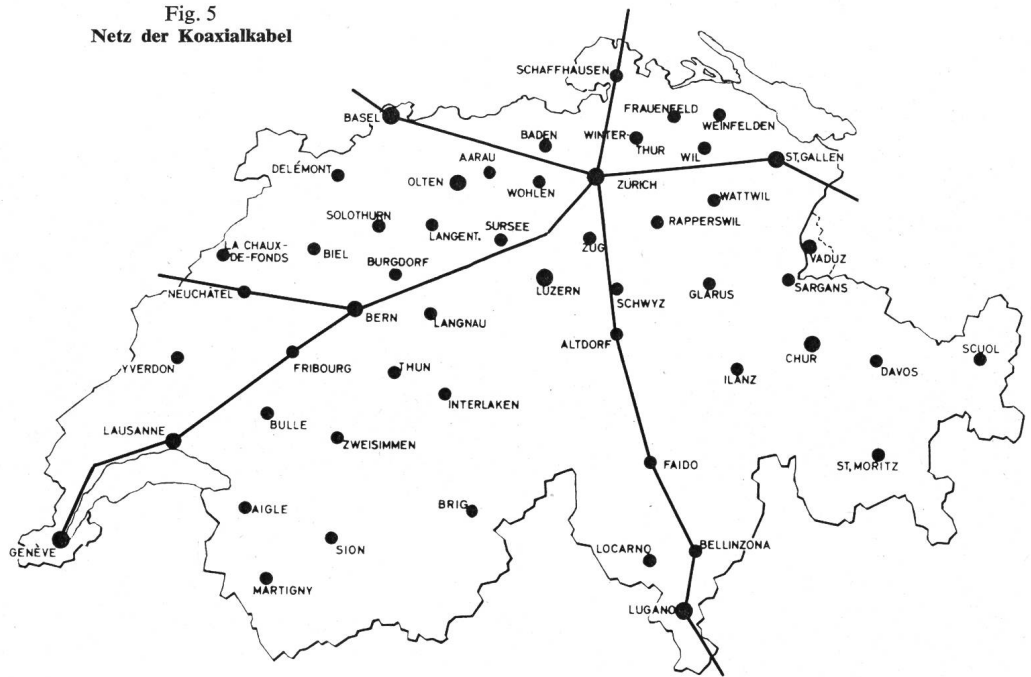 Fig. 5
Netz der Koaxialkabel
SCHAFFHAUSEN
BASEL
FRAUENFELD
WEINFELDEN
BADEN
WINTER-
THUR
WIL
ST. GALLEN
DELÉMONT
AARAU
OLTEN
WOHLEN
ZÜRICH
WATTWIL
SOLOTHURN
LANGENT.
SURSEE
RAPPERSWIL
ZUG
LA CHAUX-
DE-FONDS
BIEL
BURGDORF
VADUZ
NEUCHÂTEL
BERN
LUZERN
SCHWYZ
GLARUS
SARGANS
LANGNAU
ALTDORF
YVERDON
FRIBOURG
THUN
ILANZ
CHUR
DAVOS
SCUOL
INTERLAKEN
LAUSANNE
BULLE
ZWEISIMMEN
FAIDO
ST. MORITZ
AIGLE
BRIG
GENÈVE
SION
LOCARNO
BELLINZONA
MARTIGNY
LUGANO